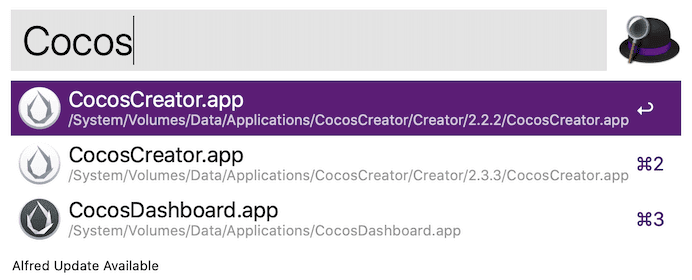 Cocos
CocosCreator.app
/System/Volumes/Data/Applications/CocosCreator/Creator/2.2.2/CocosCreator.app
↩
CocosCreator.app
/System/Volumes/Data/Applications/CocosCreator/Creator/2.3.3/CocosCreator.app
⌘2
CocosDashboard.app
/System/Volumes/Data/Applications/CocosDashboard.app
⌘3
Alfred Update Available